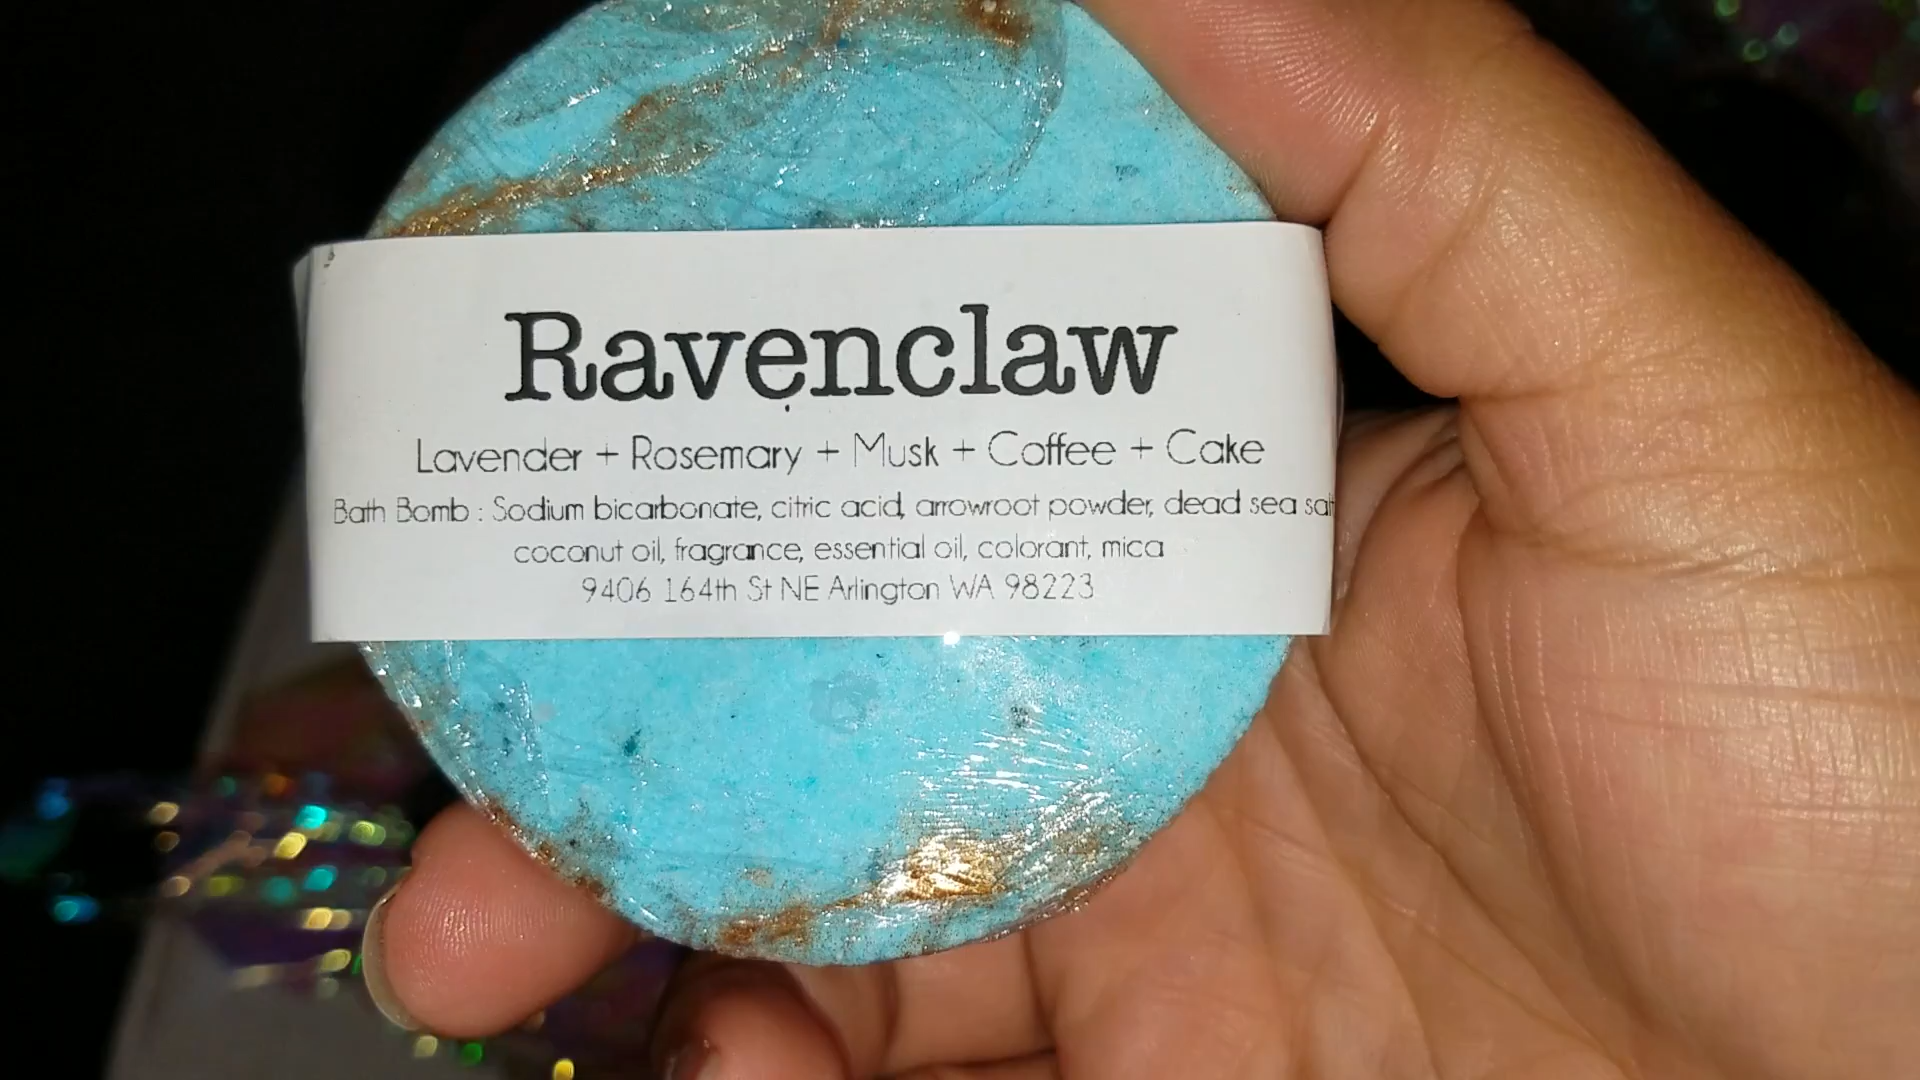 Ravenclaw
Lavender + Rosemary + Musk + Coffee + Cake
Bath Bomb : Sodium bicarbonate, citric acid, arrowroot powder, dead sea salt
coconut oil, fragrance, essential oil, colorant, mica
9406 164th St NE Arlington WA 98223